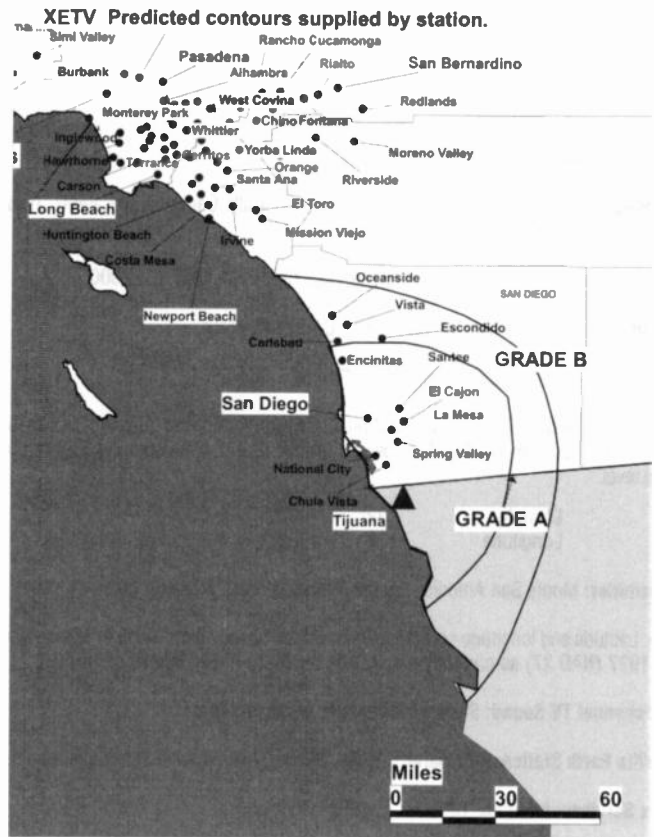 XETV Predicted contours supplied by station.
Simi Valley
Rancho Cucamonga
Pasadena
Burbank
Alhambra
Rialto
San Bernardino
West Covina
Redlands
Monterey Park
Chino
Fontana
Inglewood
Whittier
Hawthorne
Torrance
Cerritos
Yorba Linda
Moreno Valley
Orange
Riverside
Carson
Santa Ana
Long Beach
El Toro
Huntington Beach
Mission Viejo
Irvine
Costa Mesa
Newport Beach
Oceanside
SAN DIEGO
Vista
Escondido
Carlsbad
Encinitas
Santee
GRADE B
El Cajon
San Diego
La Mesa
Spring Valley
National City
Chula Vista
Tijuana
GRADE A
Miles
0 30 60